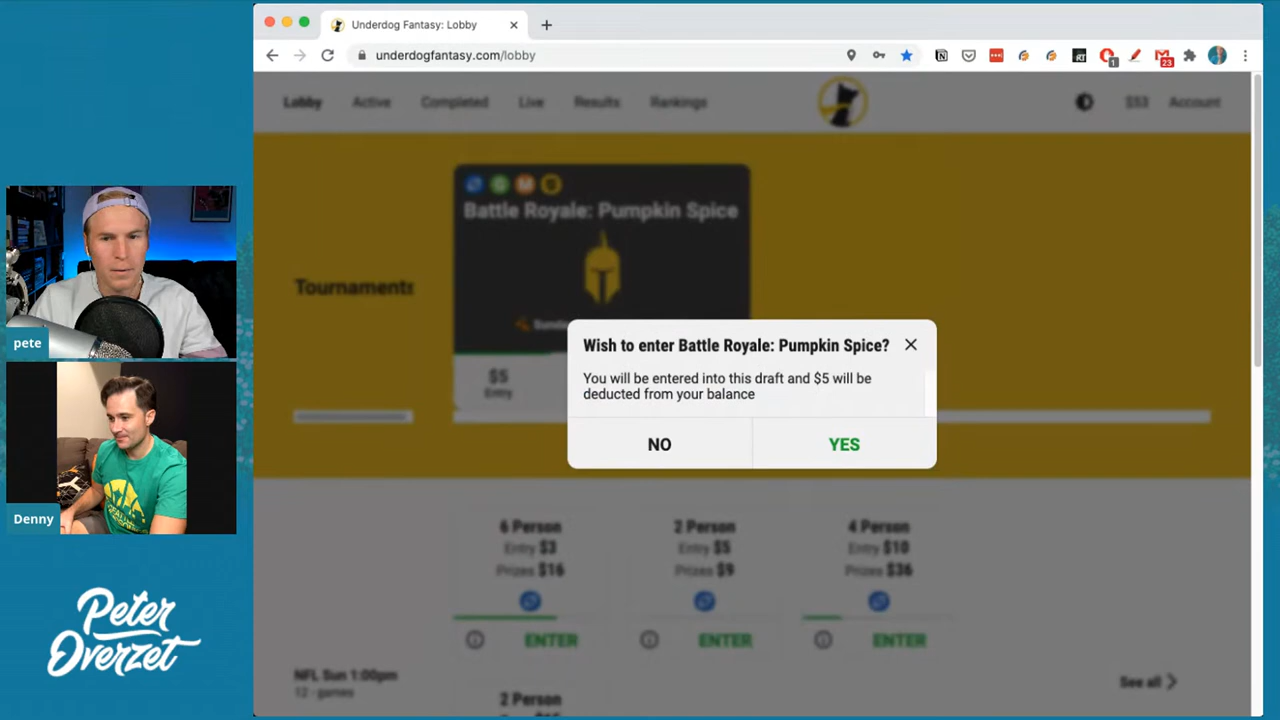 Underdog Fantasy: Lobby
underdogfantasy.com/lobby
1
23
Lobby Active Completed Live Results Rankings
$53 Account
Battle Royale: Pumpkin Spice
Tournaments
$5
Entry
Wish to enter Battle Royale: Pumpkin Spice?
You will be entered into this draft and $5 will be
deducted from your balance
NO YES
6 Person
Entry $3
Prizes $16
ENTER
2 Person
Entry $5
Prizes $9
ENTER
4 Person
Entry $10
Prizes $36
ENTER
NFL Sun 1:00pm
12 - games
See all
2 Person
pete
Denny
Peter
Overzet